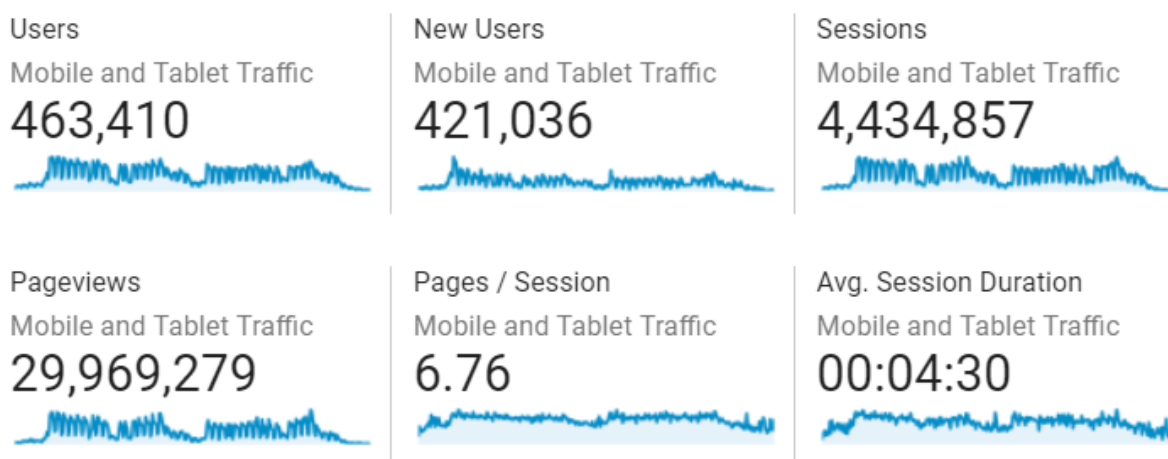 Users
Mobile and Tablet Traffic
463,410
New Users
Mobile and Tablet Traffic
421,036
Sessions
Mobile and Tablet Traffic
4,434,857
Pageviews
Mobile and Tablet Traffic
29,969,279
Pages / Session
Mobile and Tablet Traffic
6.76
Avg. Session Duration
Mobile and Tablet Traffic
00:04:30